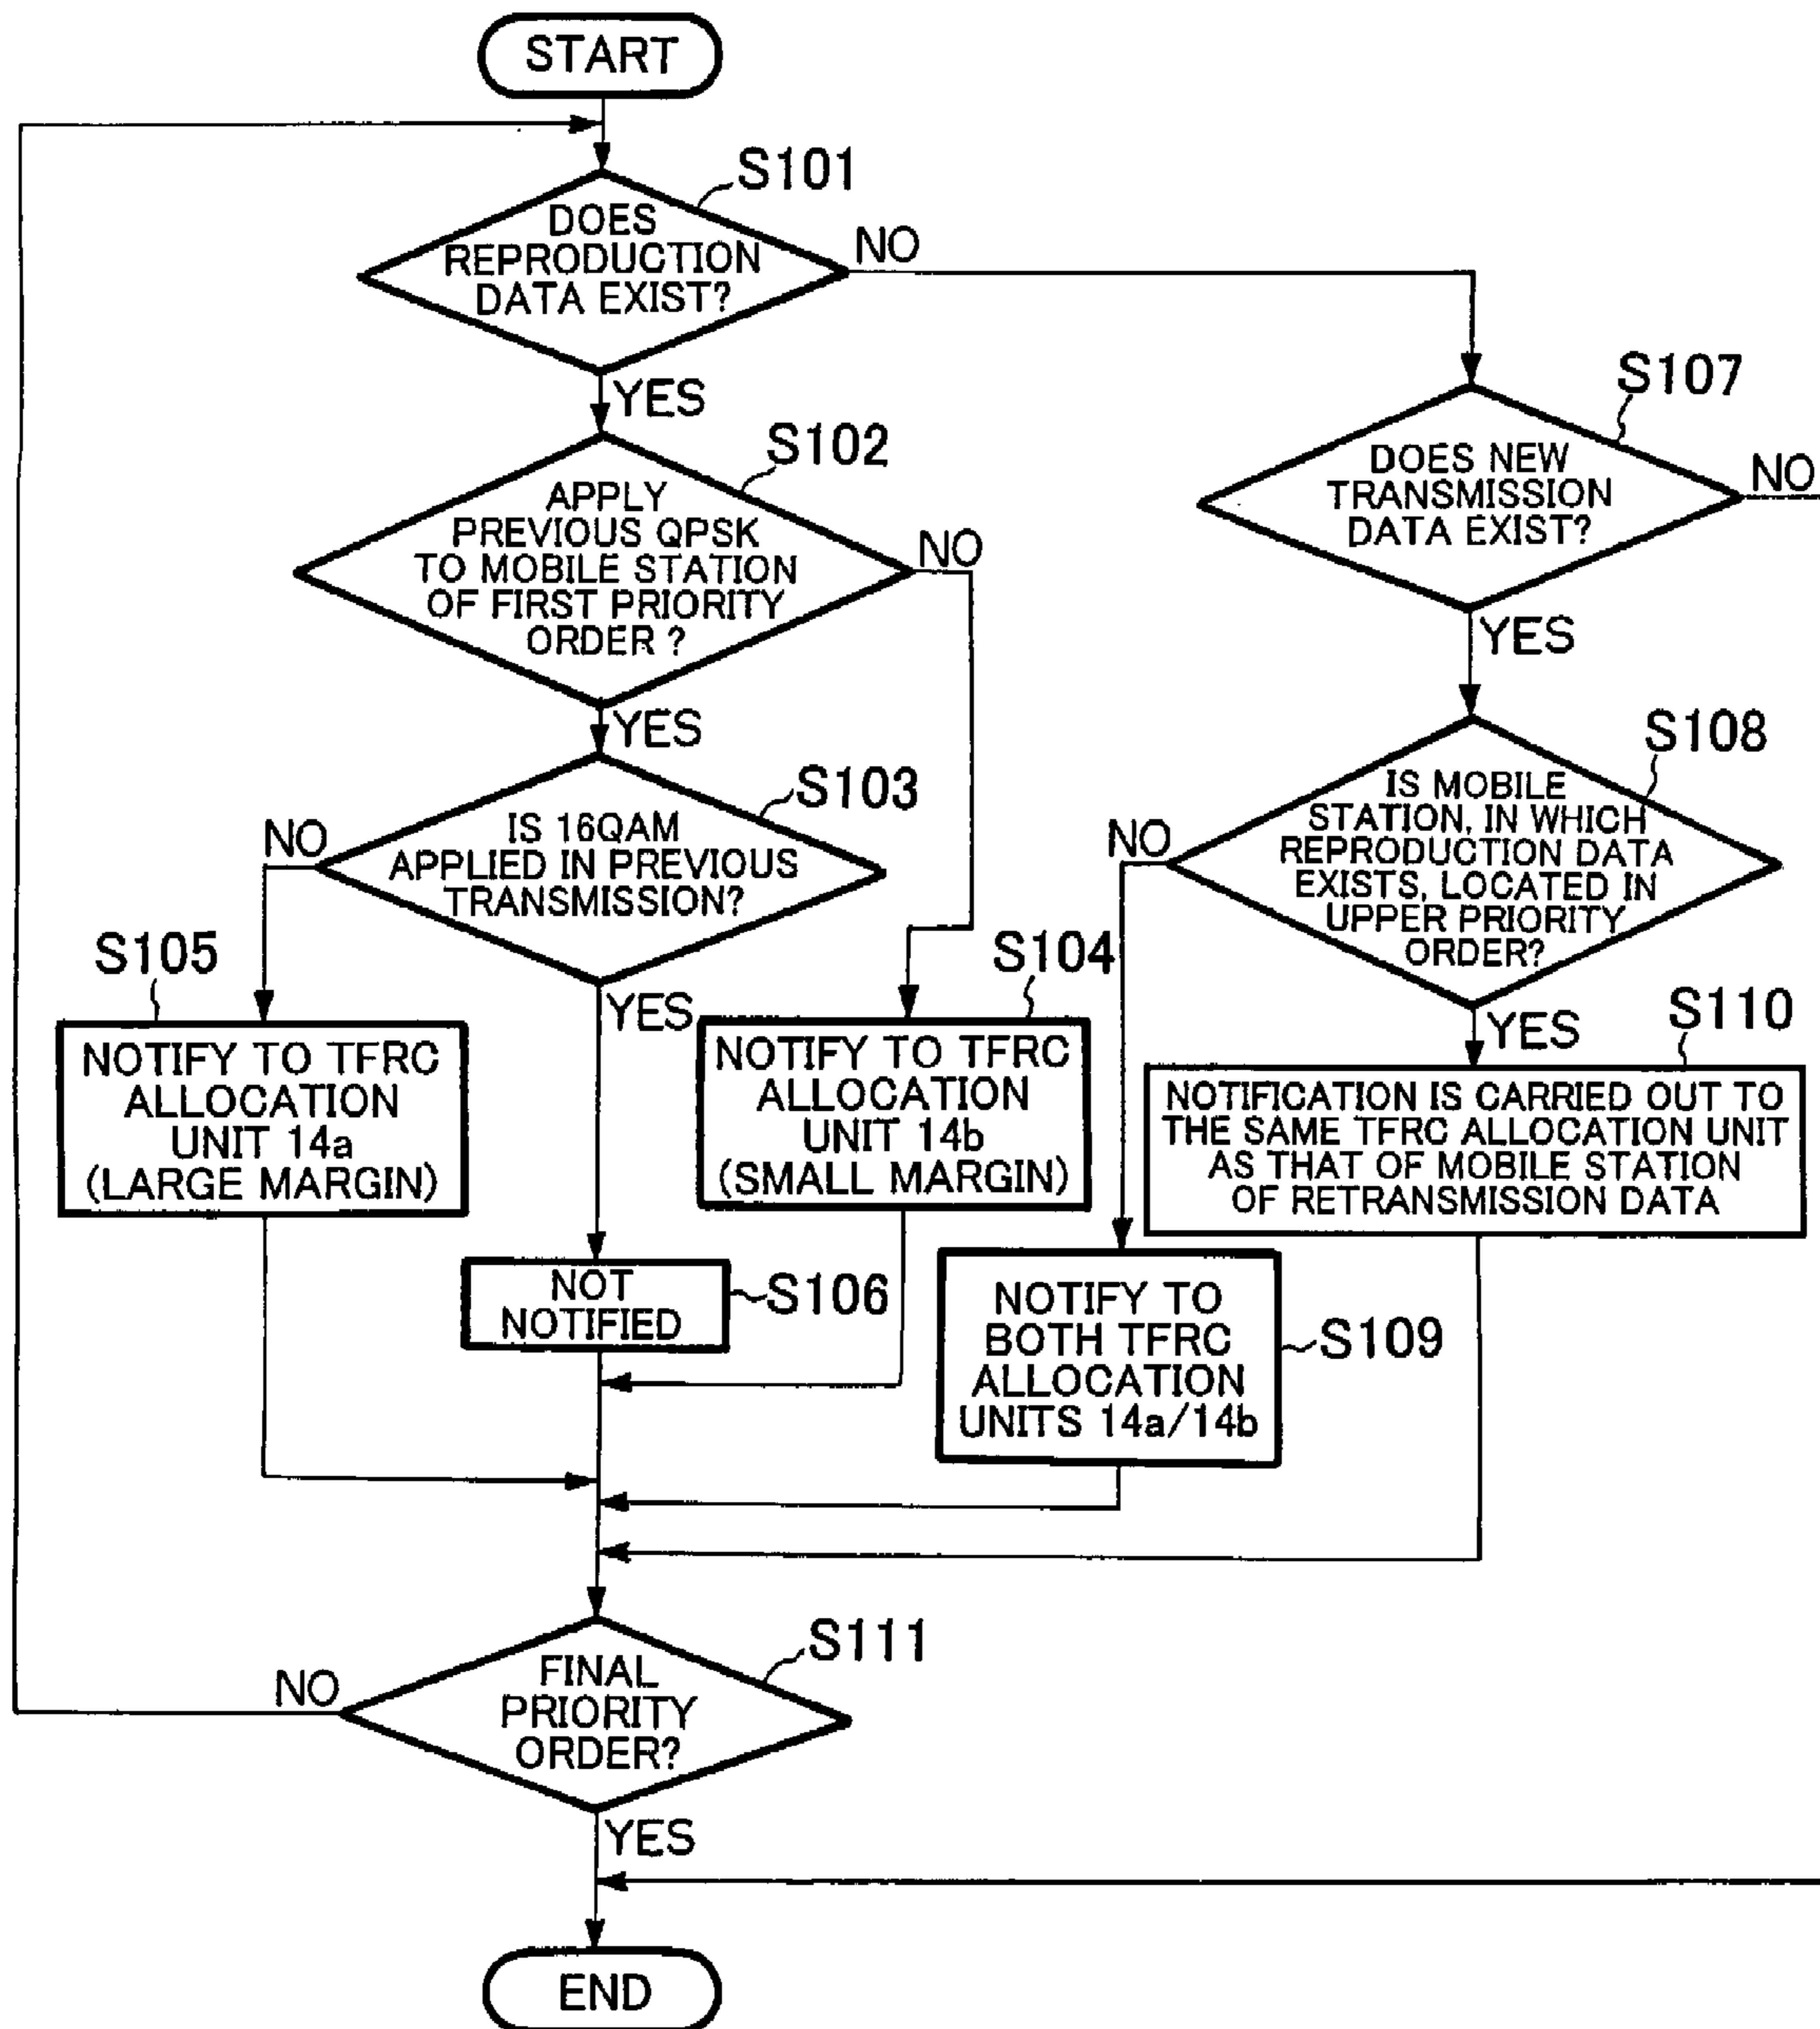 START
S101
DOES
REPRODUCTION
DATA EXIST?
NO
YES
S102
APPLY
PREVIOUS QPSK
TO MOBILE STATION
OF FIRST PRIORITY
ORDER ?
NO
YES
S103
IS 16QAM
APPLIED IN PREVIOUS
TRANSMISSION?
NO
YES
S105
NOTIFY TO TFRC
ALLOCATION
UNIT 14a
(LARGE MARGIN)
S104
NOTIFY TO TFRC
ALLOCATION
UNIT 14b
(SMALL MARGIN)
NOT
NOTIFIED
S106
S107
DOES NEW
TRANSMISSION
DATA EXIST?
NO
YES
S108
IS MOBILE
STATION, IN WHICH
REPRODUCTION DATA
EXISTS, LOCATED IN
UPPER PRIORITY
ORDER?
NO
YES
S110
NOTIFICATION IS CARRIED OUT TO
THE SAME TFRC ALLOCATION UNIT
AS THAT OF MOBILE STATION
OF RETRANSMISSION DATA
NOTIFY TO
BOTH TFRC
ALLOCATION
UNITS 14a/14b
S109
S111
FINAL
PRIORITY
ORDER?
NO
YES
END